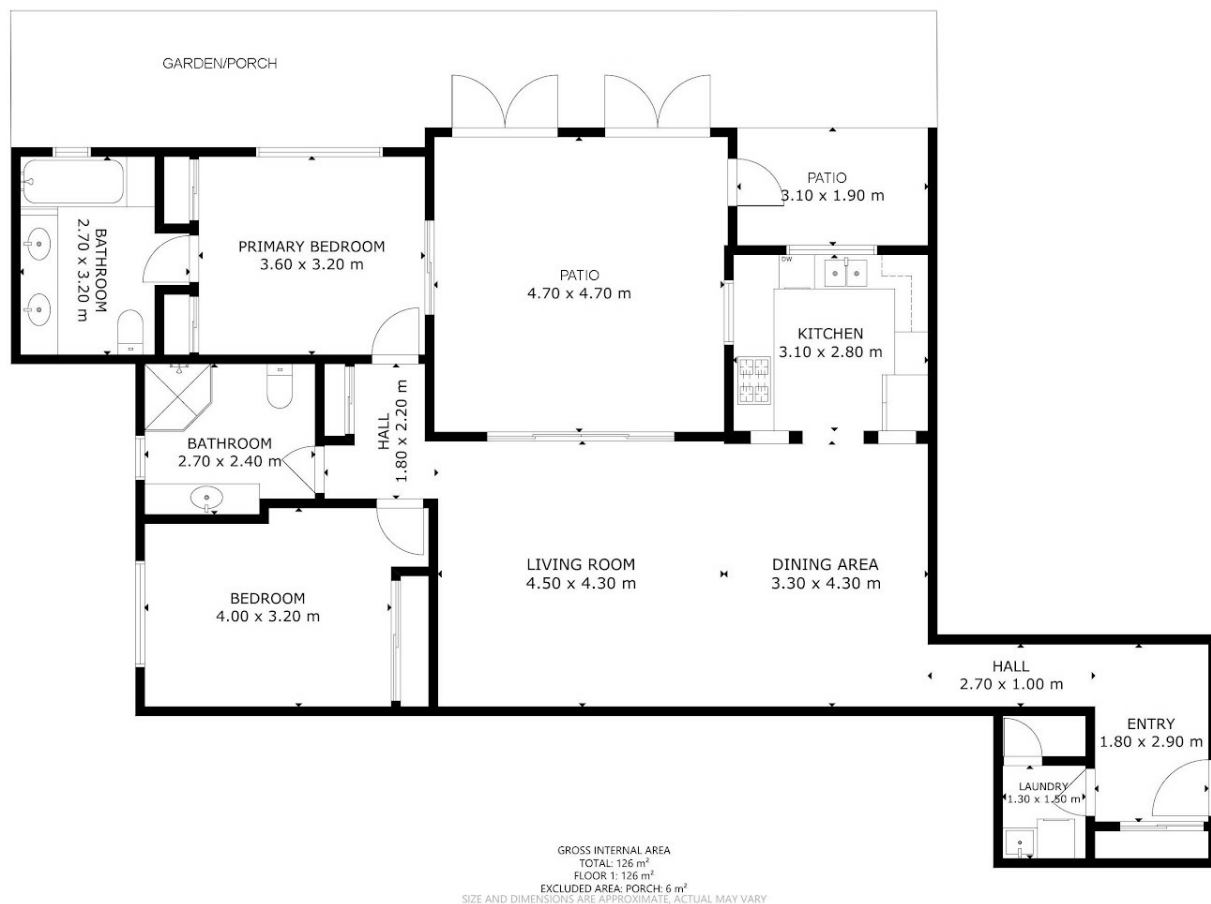 GARDEN/PORCH
PATIO
3.10 x 1.90 m
BATHROOM
2.70 x 3.20 m
PRIMARY BEDROOM
3.60 x 3.20 m
PATIO
4.70 x 4.70 m
DW
KITCHEN
3.10 x 2.80 m
HALL
1.80 x 2.20 m
BATHROOM
2.70 x 2.40 m
LIVING ROOM
4.50 x 4.30 m
DINING AREA
3.30 x 4.30 m
BEDROOM
4.00 x 3.20 m
HALL
2.70 x 1.00 m
ENTRY
1.80 x 2.90 m
LAUNDRY
1.30 x 1.50 m
GROSS INTERNAL AREA
TOTAL: 126 m²
FLOOR 1: 126 m²
EXCLUDED AREA: PORCH: 6 m²
SIZE AND DIMENSIONS ARE APPROXIMATE, ACTUAL MAY VARY